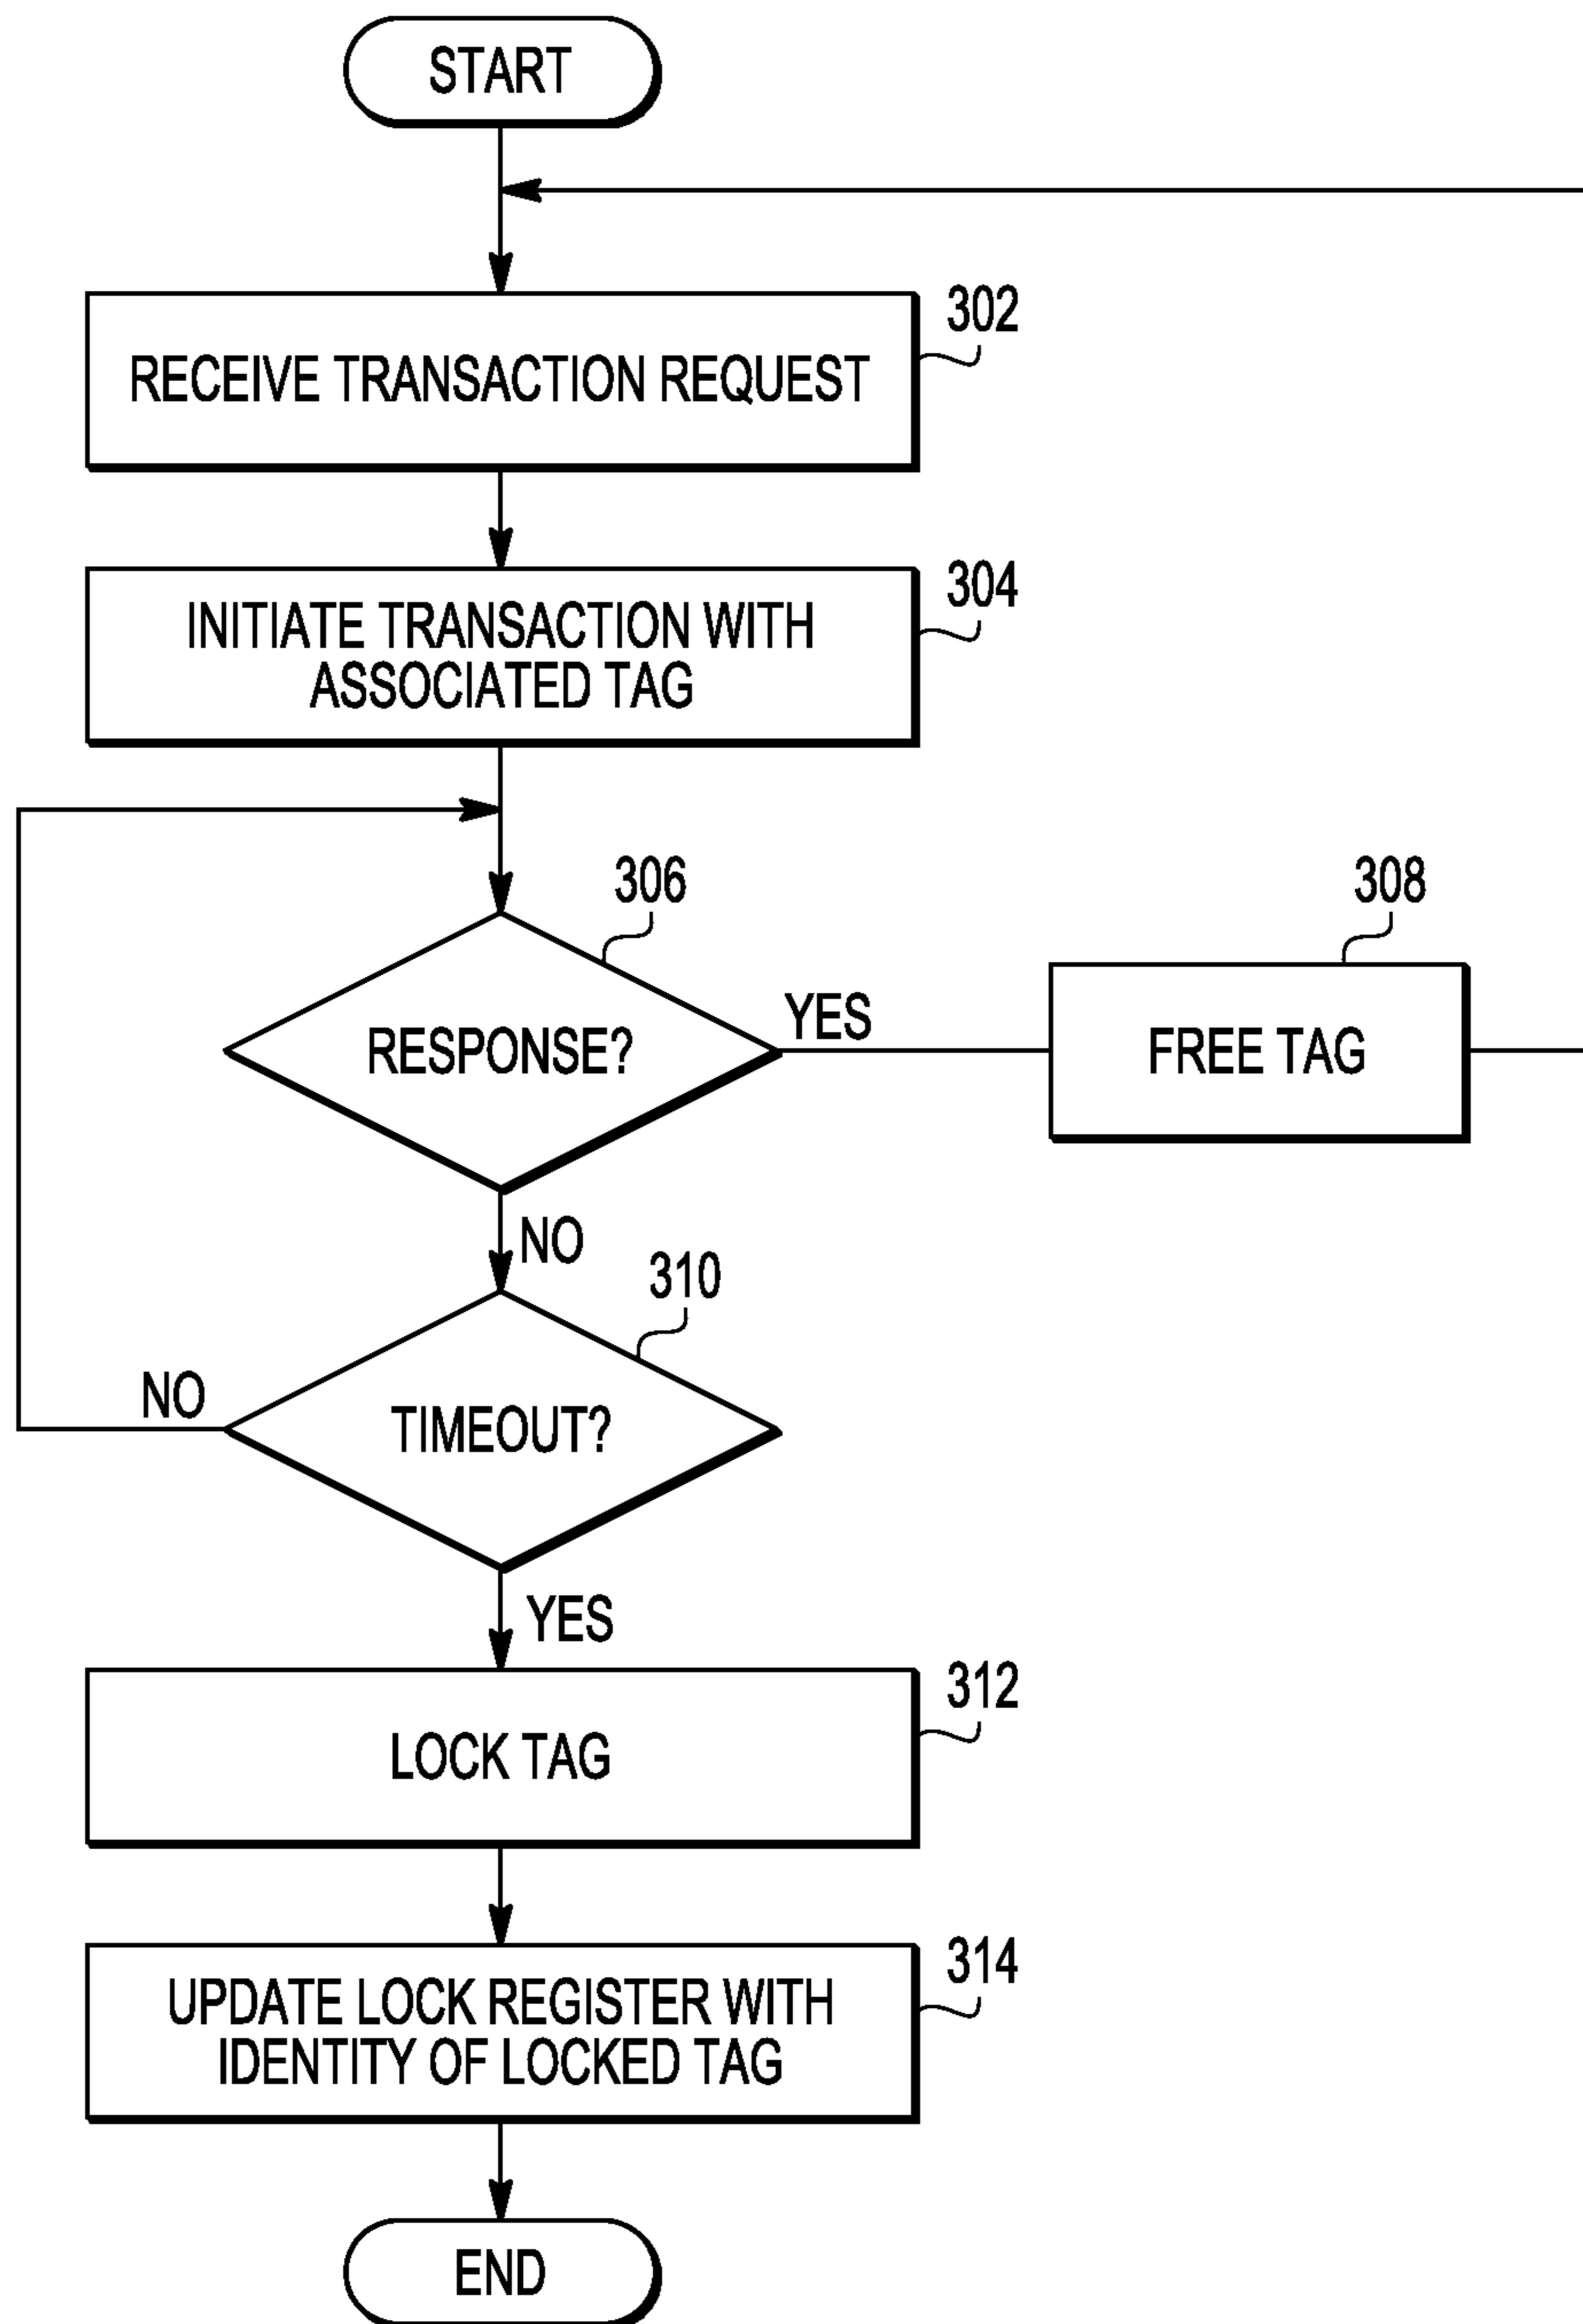 START
302
RECEIVE TRANSACTION REQUEST
304
INITIATE TRANSACTION WITH
ASSOCIATED TAG
306
308
RESPONSE?
YES
FREE TAG
NO
310
NO
TIMEOUT?
YES
312
LOCK TAG
314
UPDATE LOCK REGISTER WITH
IDENTITY OF LOCKED TAG
END